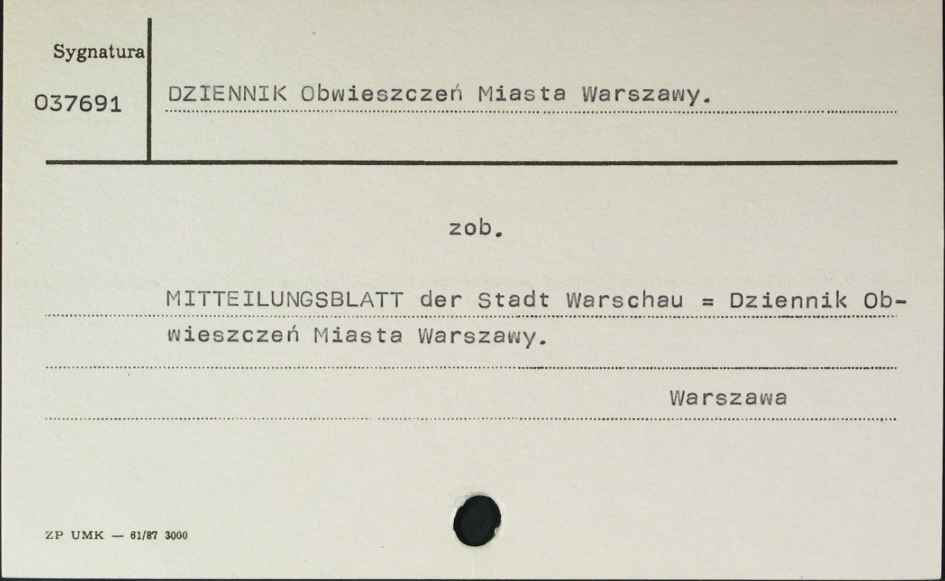 Sygnatura
037691
DZIENNIK Obwieszczeń Miasta Warszawy.
zob.
MITTEILUNGSBLATT der Stadt Warschau = Dziennik Ob-
wieszczeń Miasta Warszawy.
Warszawa
ZP UMK — 61/87 3000